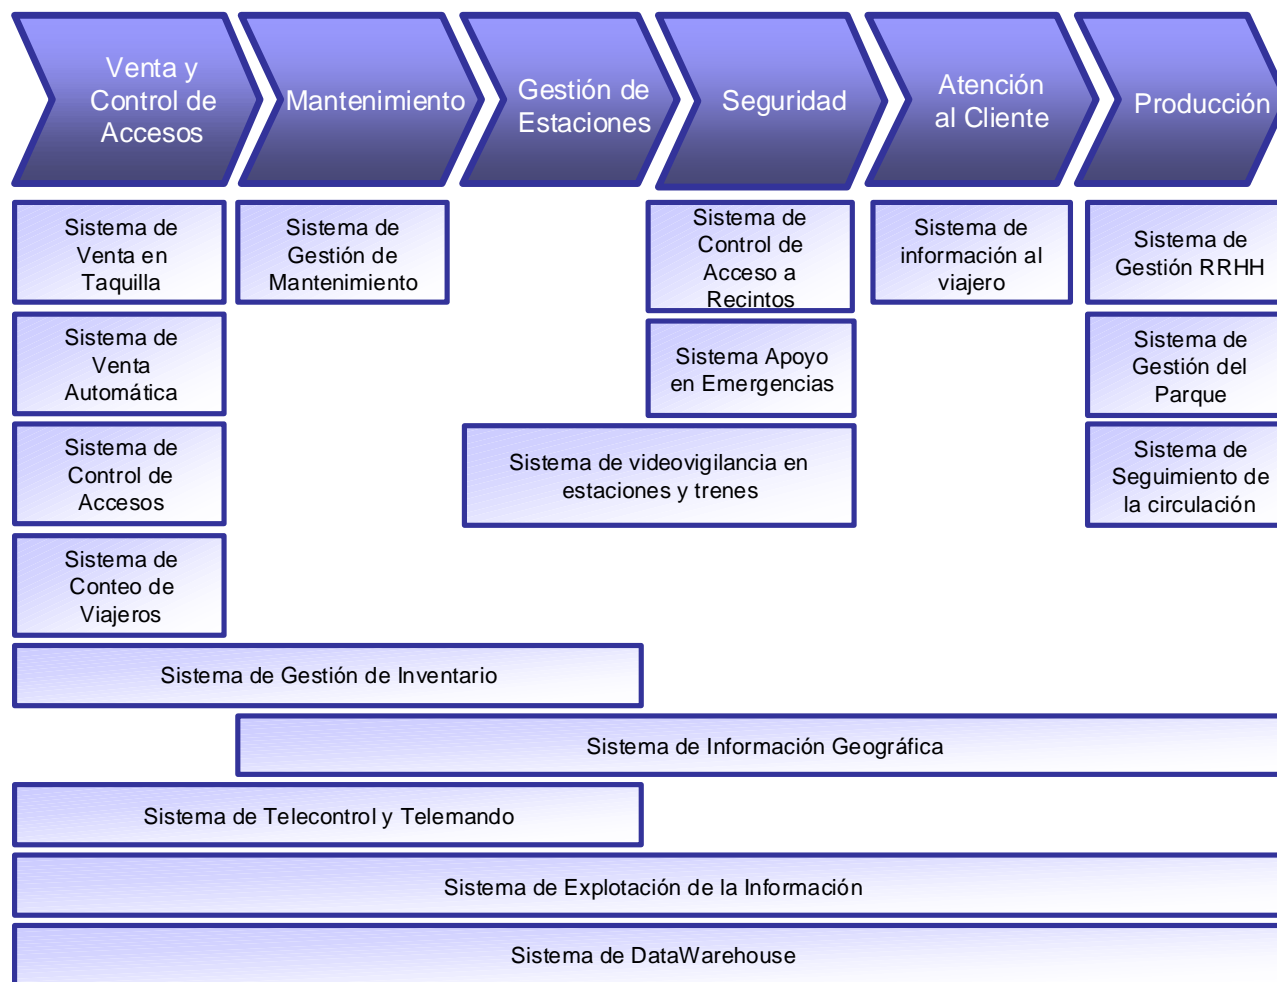 Venta y
Control de
Accesos
Mantenimiento
Gestión de
Estaciones
Seguridad
Atención
al Cliente
Producción
Sistema de
Venta en
Taquilla
Sistema de
Gestión de
Mantenimiento
Sistema de
Control de
Acceso a
Recintos
Sistema de
información al
viajero
Sistema de
Gestión RRHH
Sistema de
Venta
Automática
Sistema Apoyo
en Emergencias
Sistema de
Gestión del
Parque
Sistema de
Control de
Accesos
Sistema de videovigilancia en
estaciones y trenes
Sistema de
Seguimiento de
la circulación
Sistema de
Conteo de
Viajeros
Sistema de Gestión de Inventario
Sistema de Información Geográfica
Sistema de Telecontrol y Telemando
Sistema de Explotación de la Información
Sistema de DataWarehouse